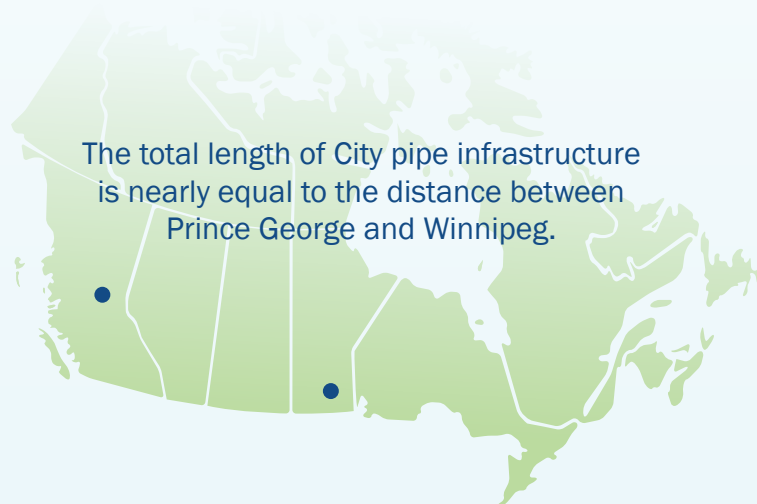 The total length of City pipe infrastructure
is nearly equal to the distance between
Prince George and Winnipeg.